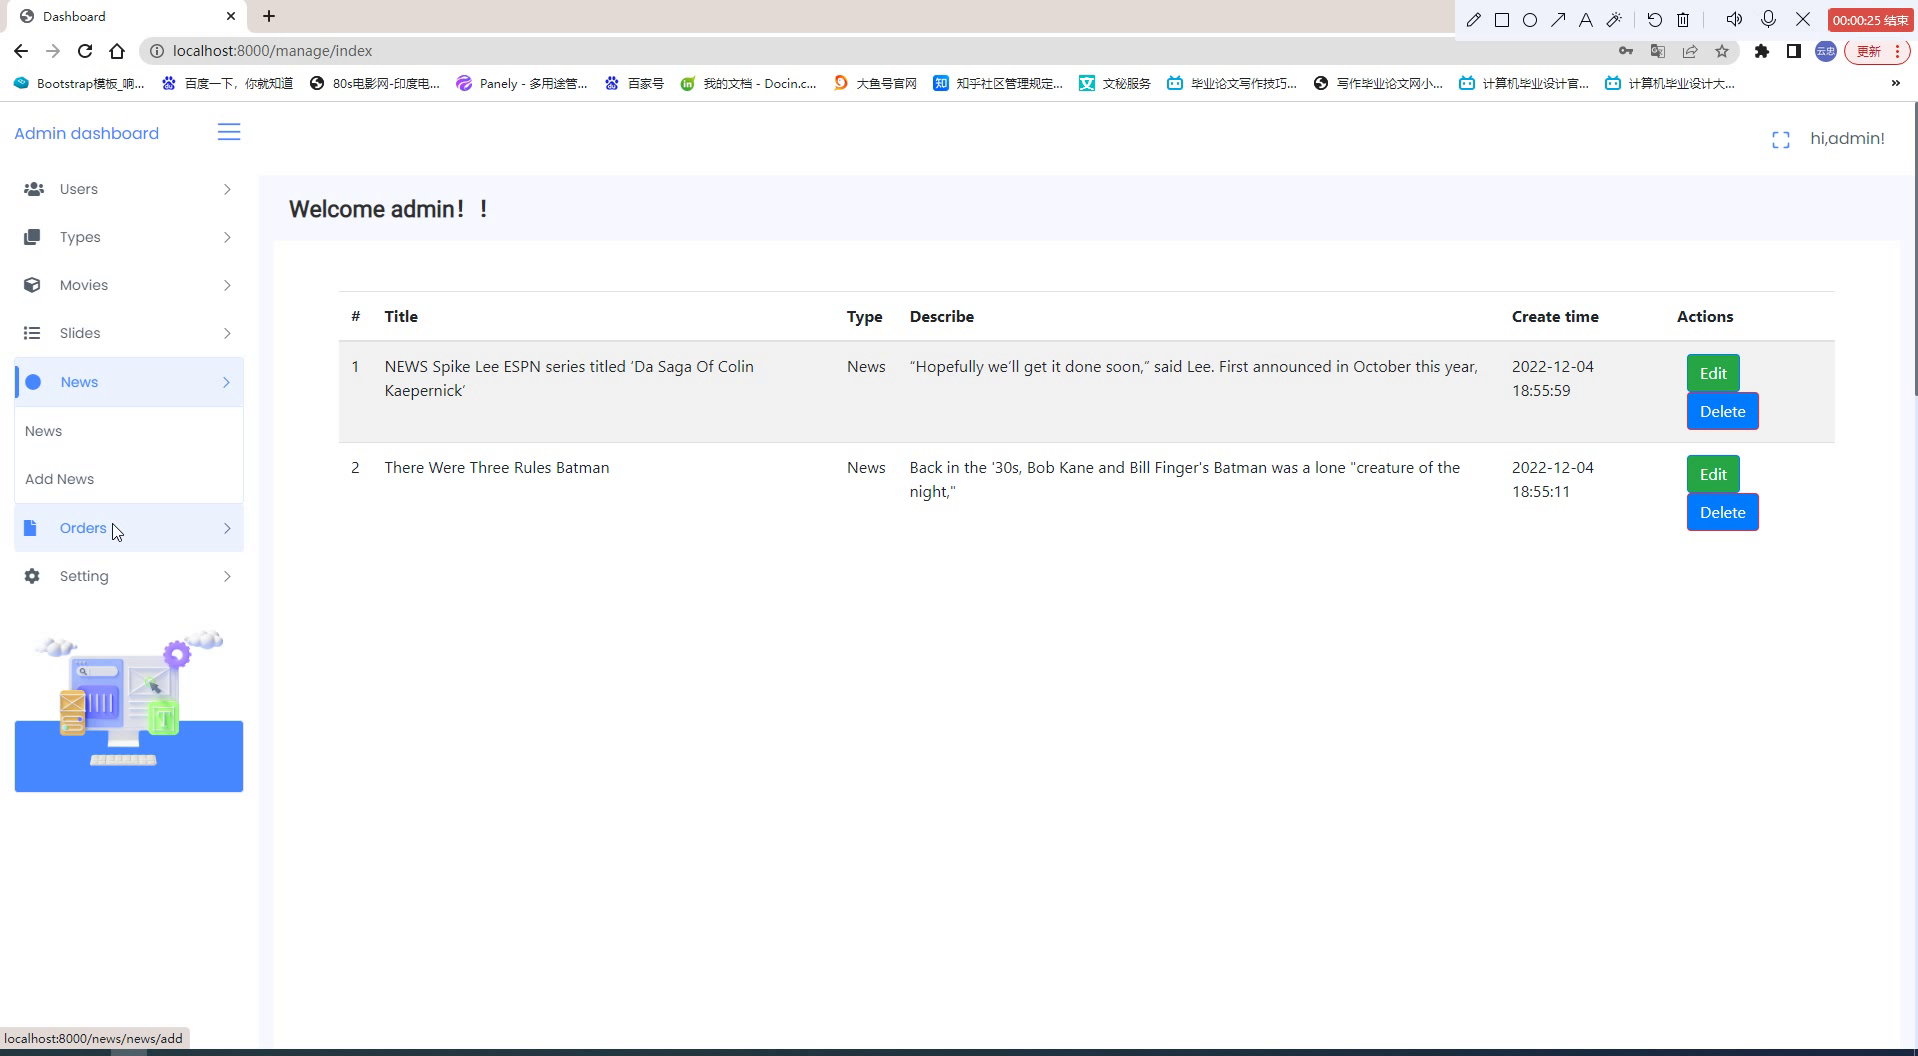 Dashboard
00:00:25 结束
localhost:8000/manage/index
云忠
更新
Bootstrap模板_响... 百度一下，你就知道 80s电影网-印度电... Panely - 多用途管... 百家号 我的文档 - Docin.c... 大鱼号官网 知乎社区管理规定... 文秘服务 毕业论文写作技巧... 写作毕业论文网小... 计算机毕业设计官... 计算机毕业设计大... »
Admin dashboard
hi,admin!
Users
Types
Movies
Slides
News
News
Add News
Orders
Setting
Welcome admin！！
# Title Type Describe Create time Actions
1 NEWS Spike Lee ESPN series titled ‘Da Saga Of Colin News “Hopefully we’ll get it done soon,” said Lee. First announced in October this year, 2022-12-04 Edit
Kaepernick’ 18:55:59 Delete
2 There Were Three Rules Batman News Back in the '30s, Bob Kane and Bill Finger's Batman was a lone "creature of the 2022-12-04 Edit
night," 18:55:11 Delete
localhost:8000/news/news/add